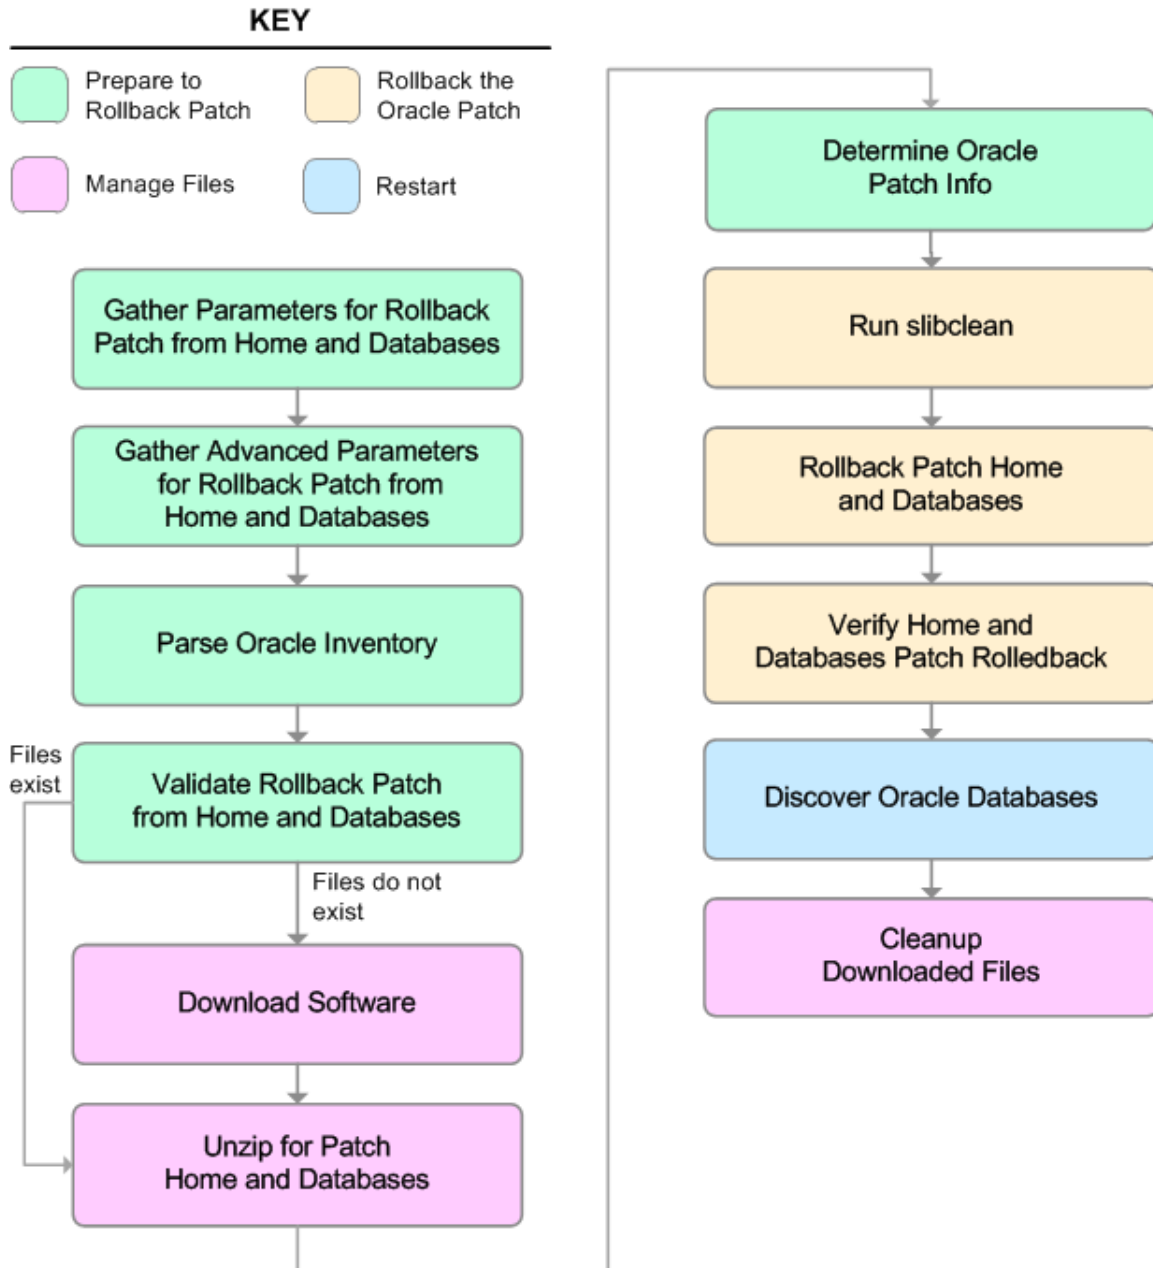 KEY
Prepare to
Rollback Patch
Rollback the
Oracle Patch
Manage Files
Restart
Gather Parameters for Rollback
Patch from Home and Databases
Gather Advanced Parameters
for Rollback Patch from
Home and Databases
Parse Oracle Inventory
Files
exist
Validate Rollback Patch
from Home and Databases
Files do not
exist
Download Software
Unzip for Patch
Home and Databases
Determine Oracle
Patch Info
Run slibclean
Rollback Patch Home
and Databases
Verify Home and
Databases Patch Rolledback
Discover Oracle Databases
Cleanup
Downloaded Files